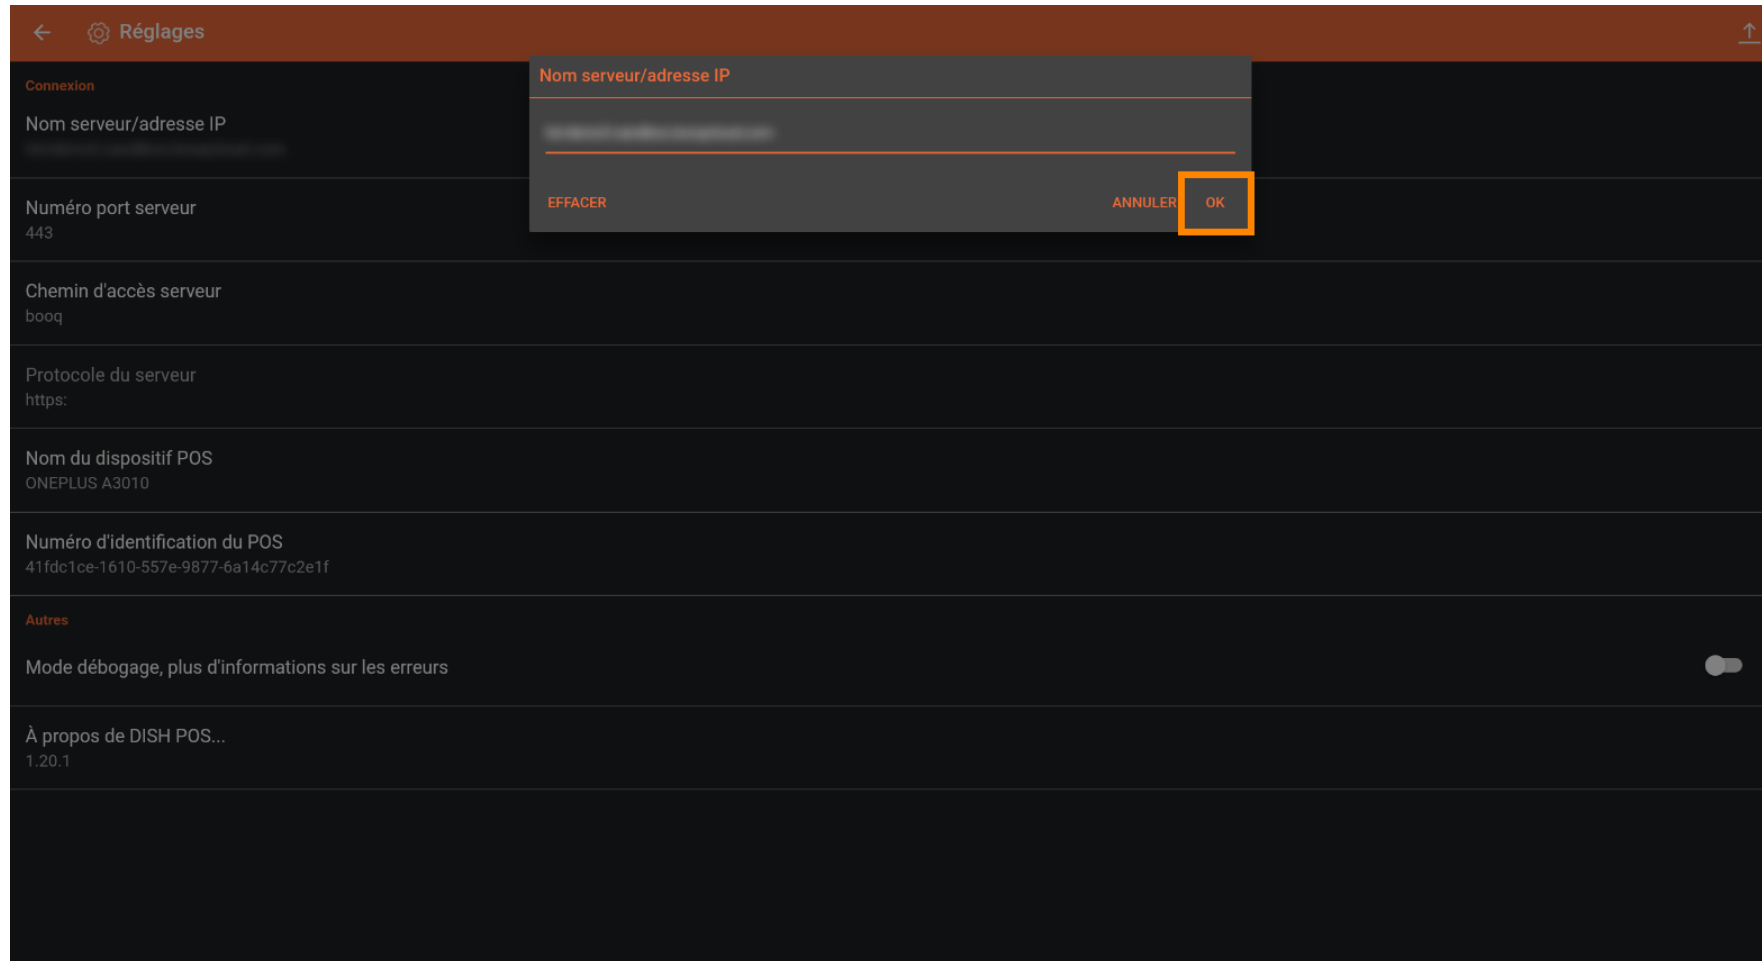 Réglages
Connexion
Nom serveur/adresse IP
Numéro port serveur
443
Chemin d'accès serveur
booq
Protocole du serveur
https:
Nom du dispositif POS
ONEPLUS A3010
Numéro d'identification du POS
41fdc1ce-1610-557e-9877-6a14c77c2e1f
Autres
Mode débogage, plus d'informations sur les erreurs
À propos de DISH POS...
1.20.1
Nom serveur/adresse IP
EFFACER ANNULER OK